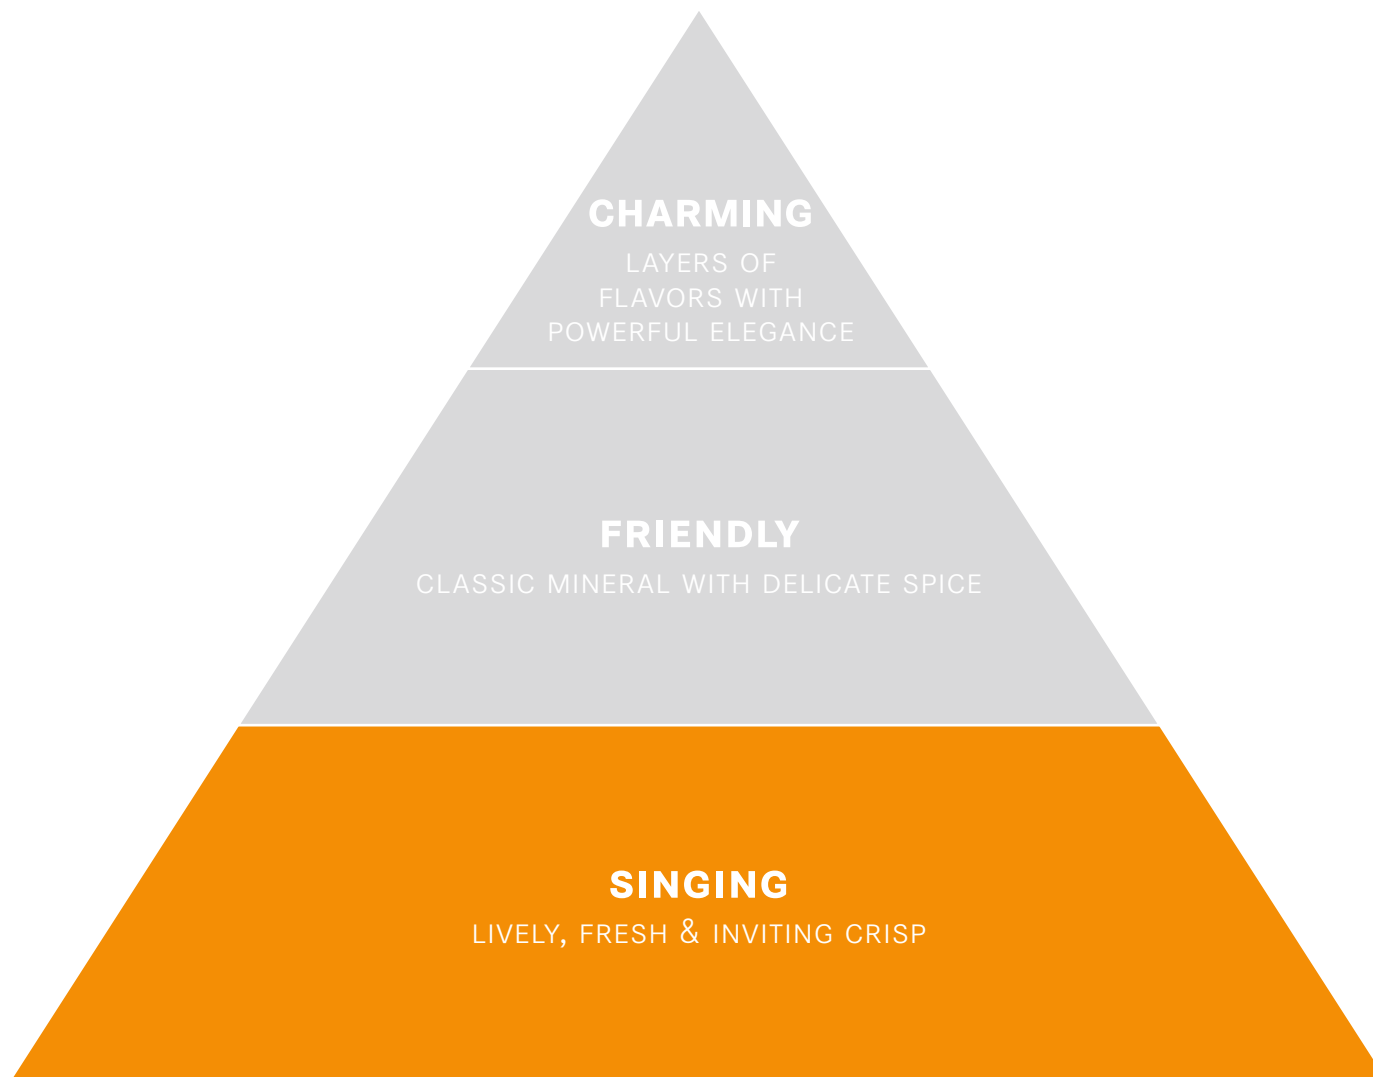 CHARMING
LAYERS OF
FLAVORS WITH
POWERFUL ELEGANCE
FRIENDLY
CLASSIC MINERAL WITH DELICATE SPICE
SINGING
LIVELY, FRESH & INVITING CRISP